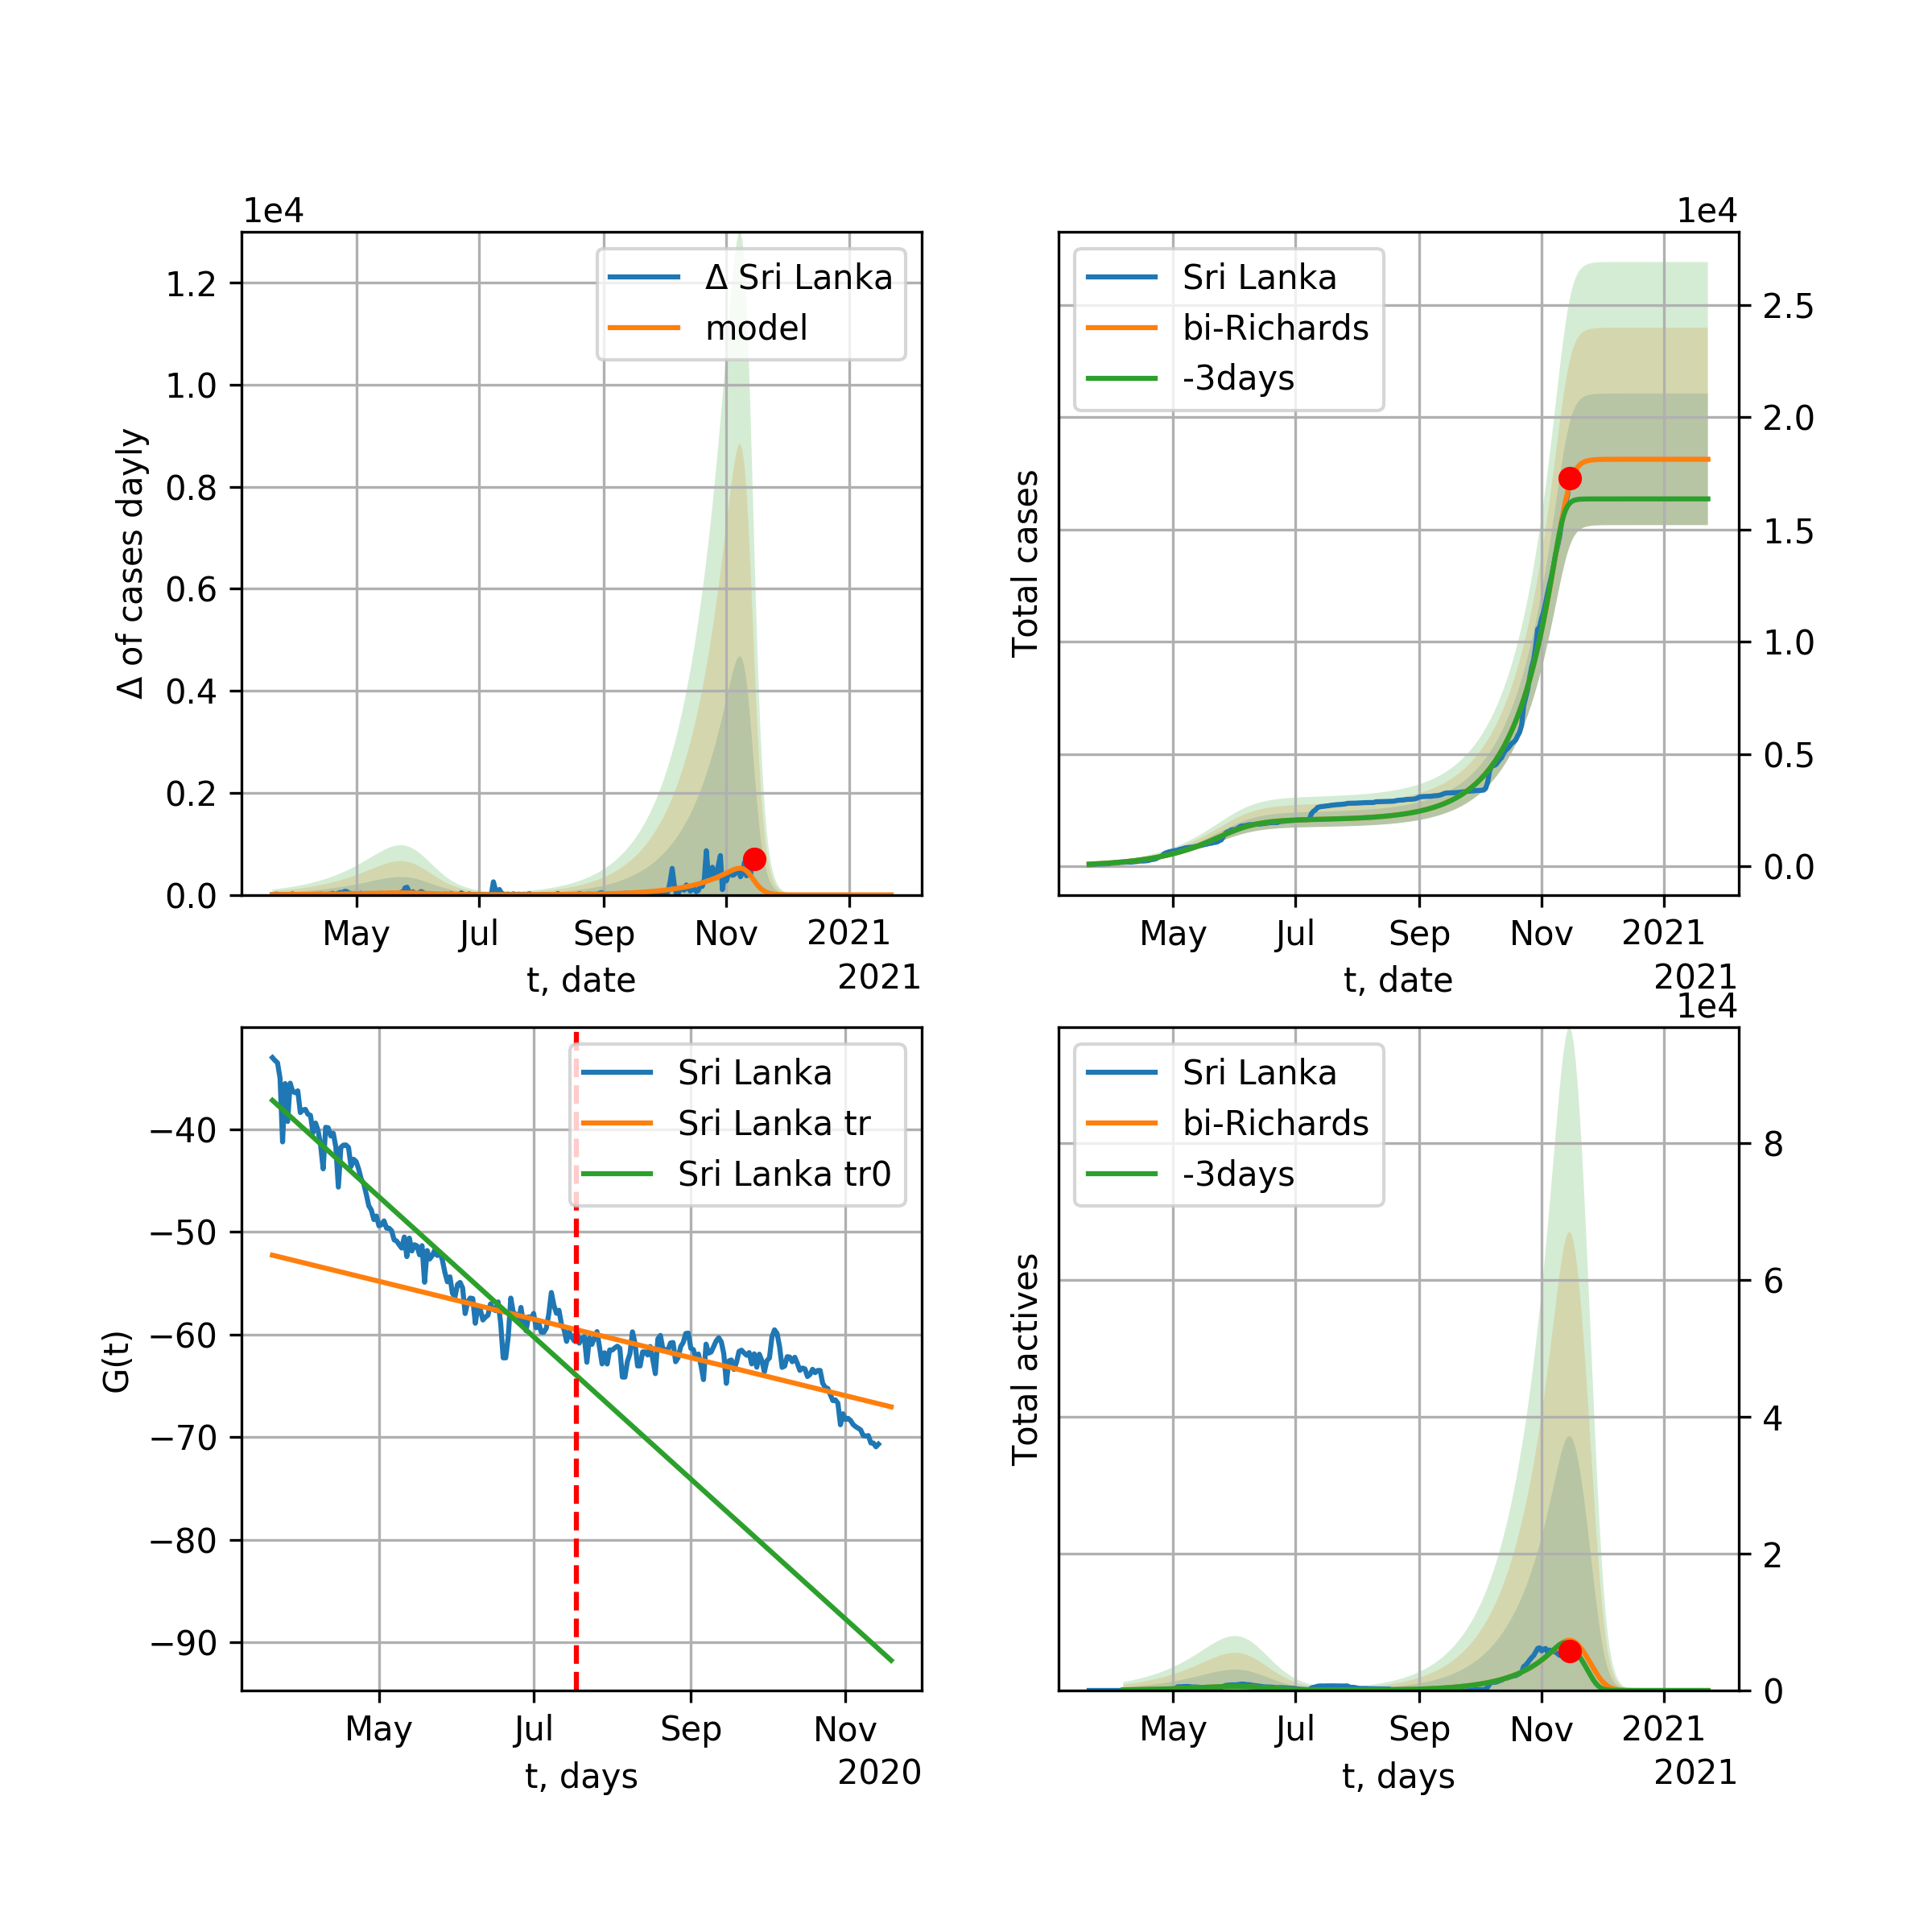 1e4
Δ of cases dayly
1.2
1.0
0.8
0.6
0.4
0.2
0.0
Δ Sri Lanka
model
May Jul Sep Nov 2021
t, date
2021
1e4
Total cases
Sri Lanka
bi-Richards
-3days
2.5
2.0
1.5
1.0
0.5
0.0
May Jul Sep Nov 2021
t, date
2021
G(t)
−40
−50
−60
−70
−80
−90
Sri Lanka
Sri Lanka tr
Sri Lanka tr0
May Jul Sep Nov
t, days
2020
1e4
Total actives
Sri Lanka
bi-Richards
-3days
8
6
4
2
0
May Jul Sep Nov 2021
t, days
2021